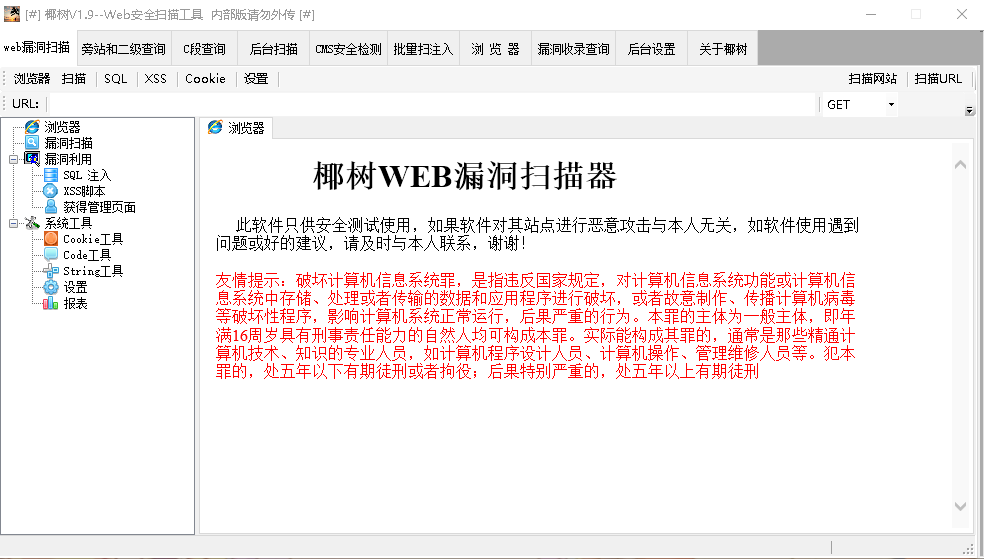 [#] 椰树V1.9--Web安全扫描工具 内部版请勿外传 [#]
web漏洞扫描 旁站和二级查询 C段查询 后台扫描 CMS安全检测 批量扫注入 浏 览 器 漏洞收录查询 后台设置 关于椰树
浏览器 扫描 SQL XSS Cookie 设置 扫描网站 扫描URL
URL: GET
浏览器
漏洞扫描
漏洞利用
SQL 注入
XSS脚本
获得管理页面
系统工具
Cookie工具
Code工具
String工具
设置
报表
浏览器
椰树WEB漏洞扫描器
此软件只供安全测试使用，如果软件对其站点进行恶意攻击与本人无关，如软件使用遇到
问题或好的建议，请及时与本人联系，谢谢！
友情提示：破坏计算机信息系统罪，是指违反国家规定，对计算机信息系统功能或计算机信
息系统中存储、处理或者传输的数据和应用程序进行破坏，或者故意制作、传播计算机病毒
等破坏性程序，影响计算机系统正常运行，后果严重的行为。本罪的主体为一般主体，即年
满16周岁具有刑事责任能力的自然人均可构成本罪。实际能构成其罪的，通常是那些精通计
算机技术、知识的专业人员，如计算机程序设计人员、计算机操作、管理维修人员等。犯本
罪的，处五年以下有期徒刑或者拘役；后果特别严重的，处五年以上有期徒刑